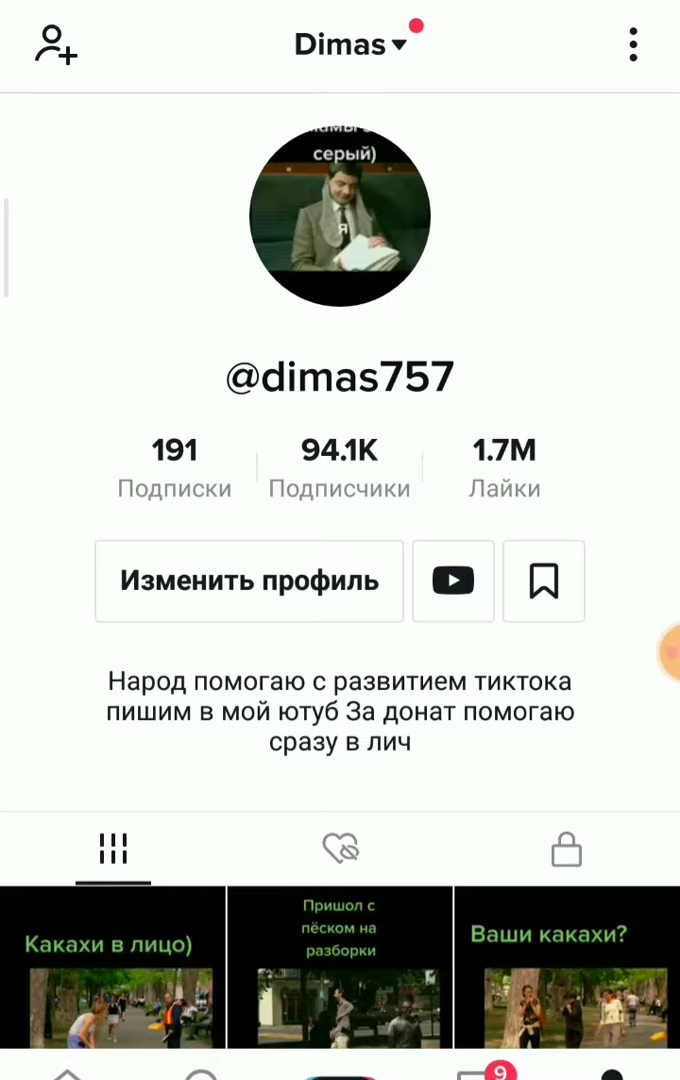 Dimas
серый)
я
@dimas757
191
94.1K
1.7M
Подписки
Подписчики
Лайки
Изменить профиль
Народ помогаю с развитием тиктока
пишим в мой ютуб За донат помогаю
сразу в лич
Какахи в лицо)
Пришол с
пёском на
разборки
Ваши какахи?
9